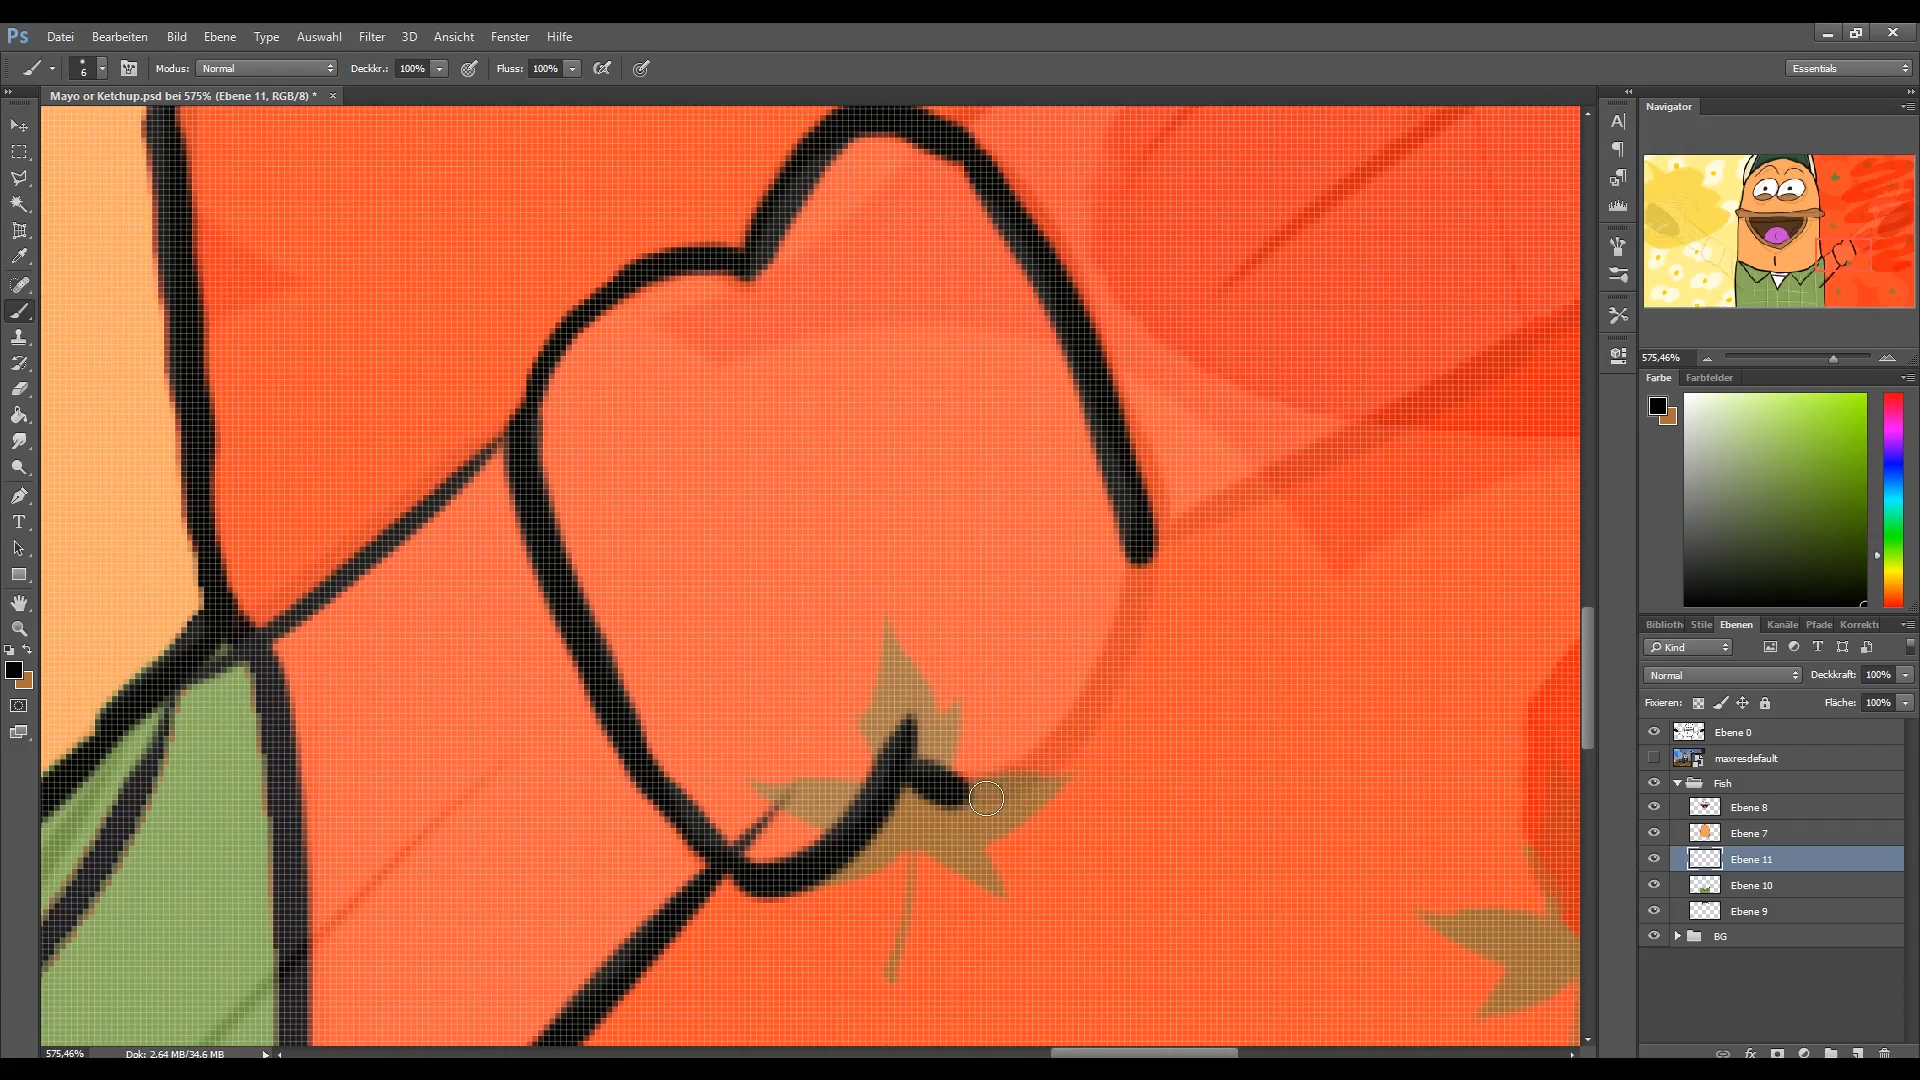 Ps Datei Bearbeiten Bild Ebene Type Auswahl Filter 3D Ansicht Fenster Hilfe
6 Modus: Normal Deckkr.: 100% Fluss: 100% Essentials
Mayo or Ketchup.psd bei 575% (Ebene 11, RGB/8) * ×
Navigator
575,46%
Farbe Farbfelder
Biblioth Stile Ebenen Kanäle Pfade Korrektu
Kind
Normal Deckkraft: 100%
Fixieren: Fläche: 100%
Ebene 0
maxresdefault
Fish
Ebene 8
Ebene 7
Ebene 11
Ebene 10
Ebene 9
BG
fx
575,46% Dok: 2,64 MB/34,6 MB